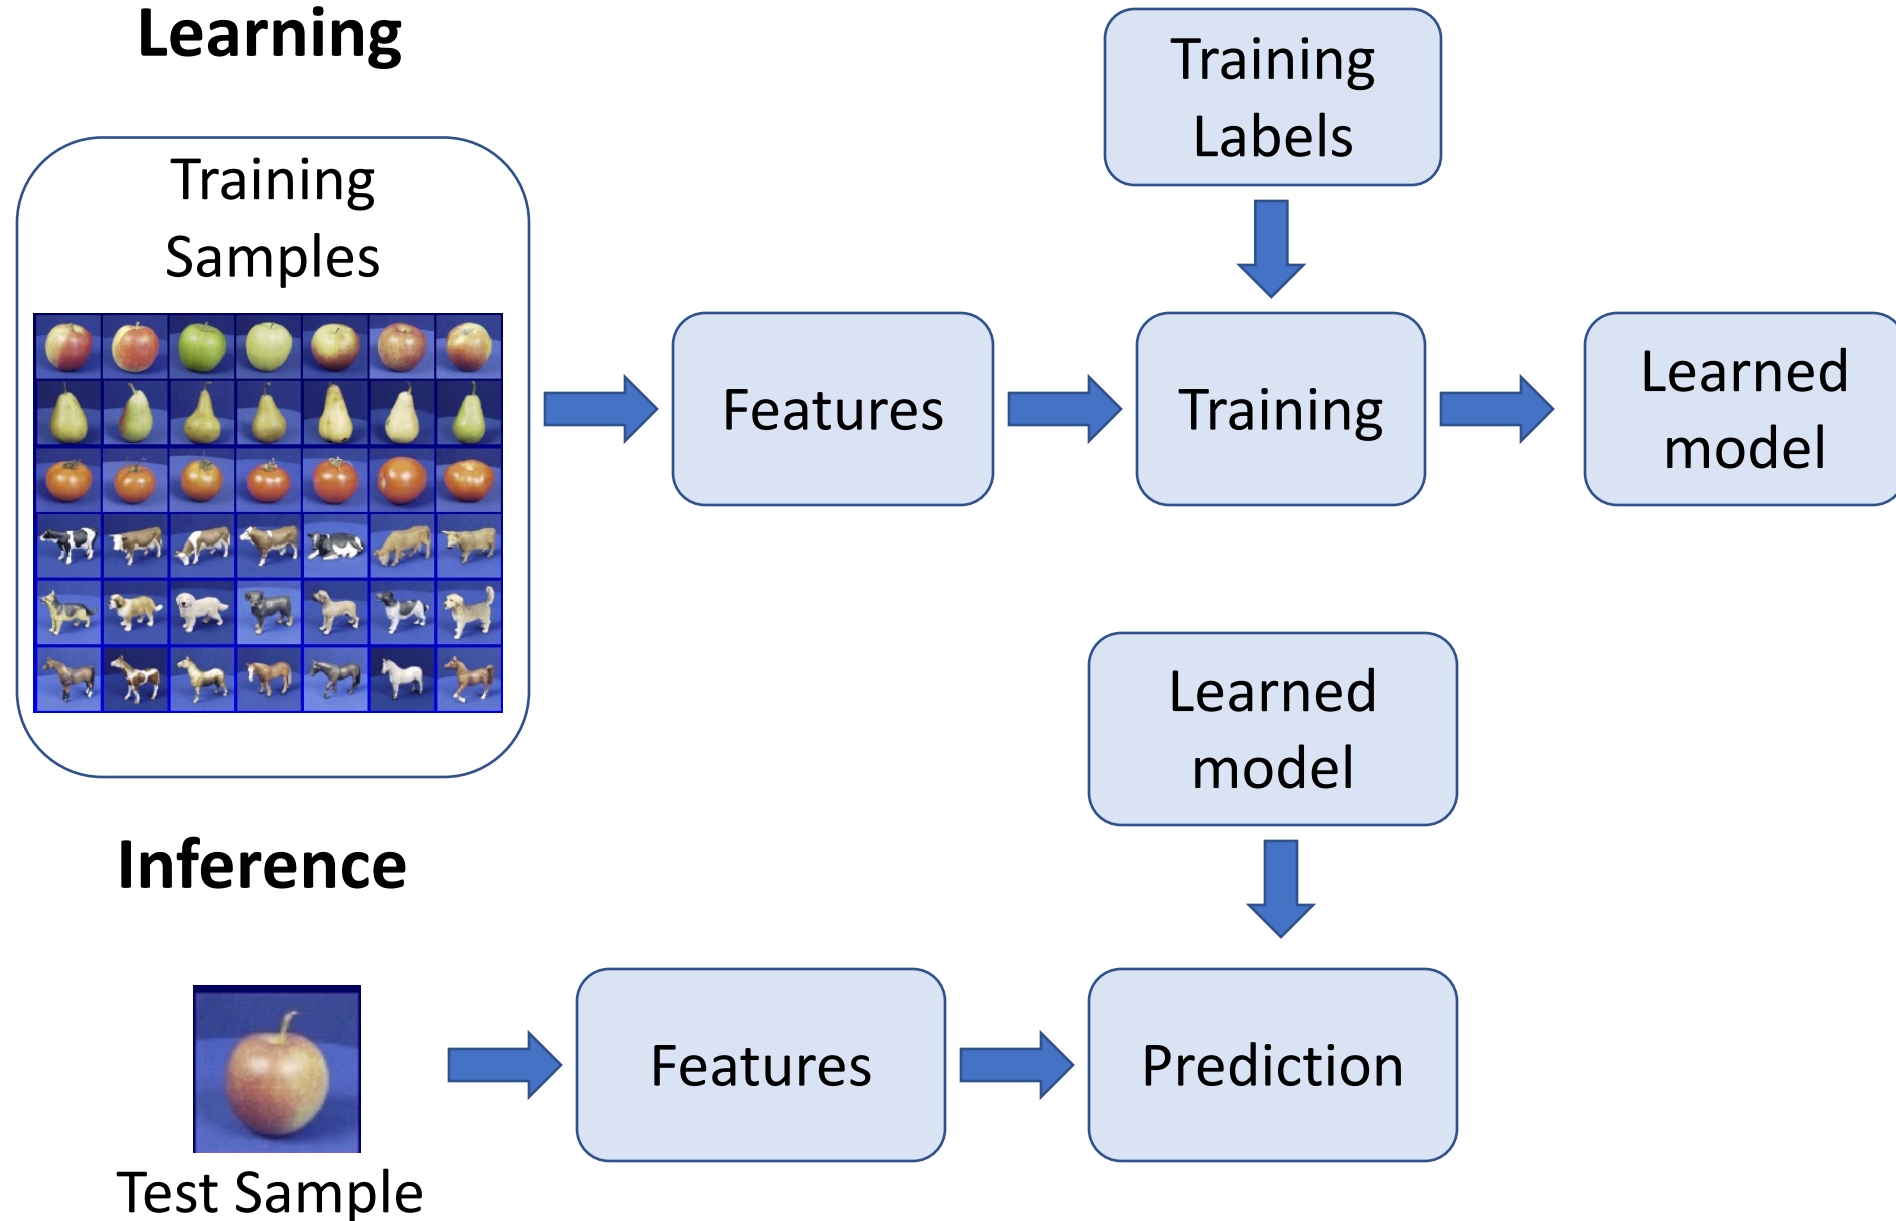 Learning
Training
Labels
Training
Samples
Features
Training
Learned
model
Learned
model
Inference
Features
Prediction
Test Sample